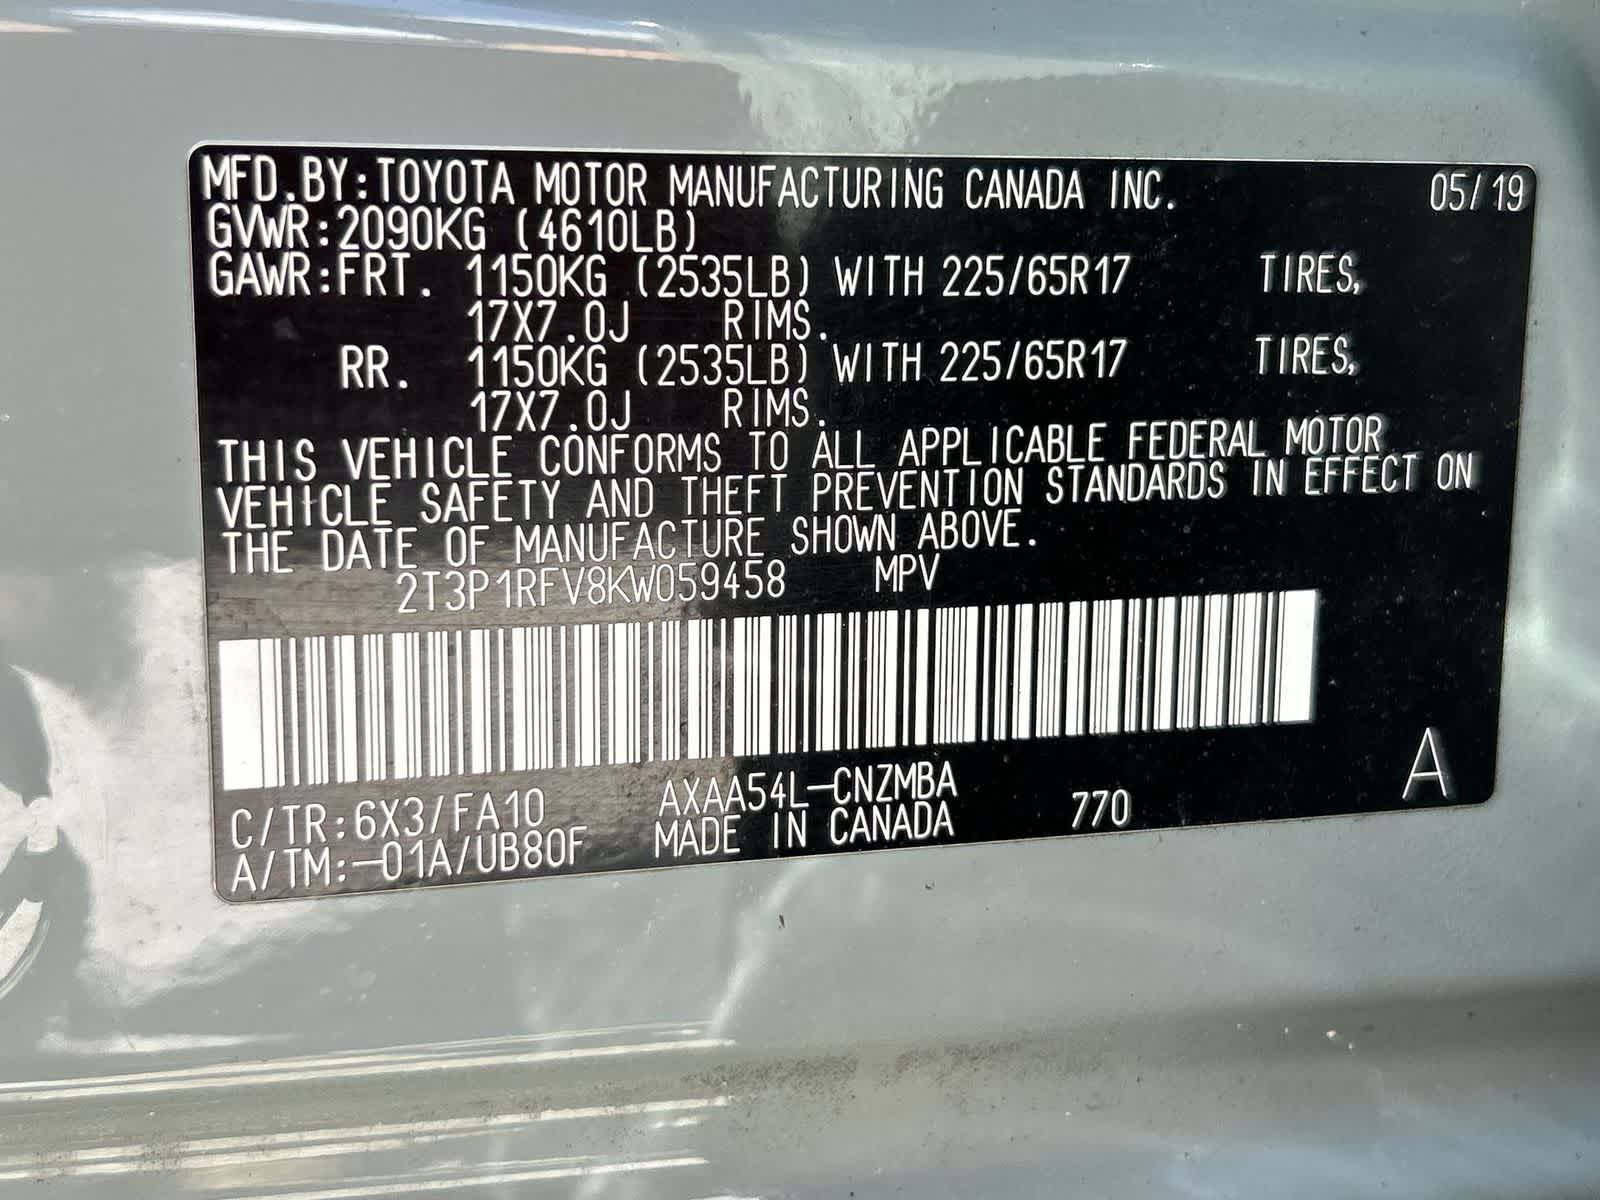 MFD.BY:TOYOTA MOTOR MANUFACTURING CANADA INC. 05/19
GVWR:2090KG (4610LB)
GAWR:FRT. 1150KG (2535LB) WITH 225/65R17 TIRES,
17X7.0J RIMS.
RR. 1150KG (2535LB) WITH 225/65R17 TIRES,
17X7.0J RIMS.
THIS VEHICLE CONFORMS TO ALL APPLICABLE FEDERAL MOTOR
VEHICLE SAFETY AND THEFT PREVENTION STANDARDS IN EFFECT ON
THE DATE OF MANUFACTURE SHOWN ABOVE.
2T3P1RFV8KW059458 MPV
C/TR:6X3/FA10 AXAA54L-CNZMBA 770 A
A/TM:-01A/UB80F MADE IN CANADA